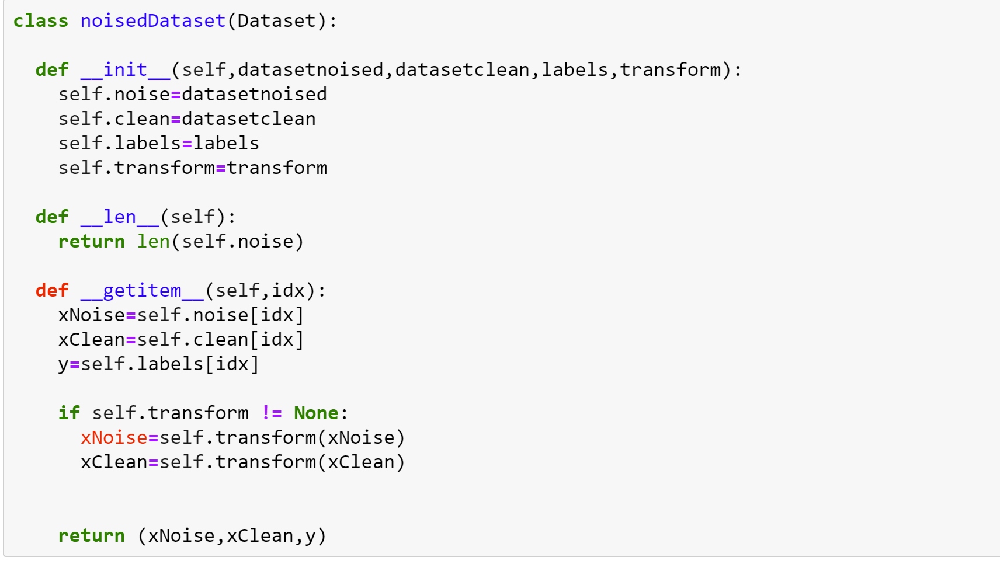 class noisedDataset(Dataset):
  def __init__(self,datasetnoised,datasetclean,labels,transform):
    self.noise=datasetnoised
    self.clean=datasetclean
    self.labels=labels
    self.transform=transform
  def __len__(self):
    return len(self.noise)
  def __getitem__(self,idx):
    xNoise=self.noise[idx]
    xClean=self.clean[idx]
    y=self.labels[idx]
    if self.transform != None:
      xNoise=self.transform(xNoise)
      xClean=self.transform(xClean)
    return (xNoise,xClean,y)